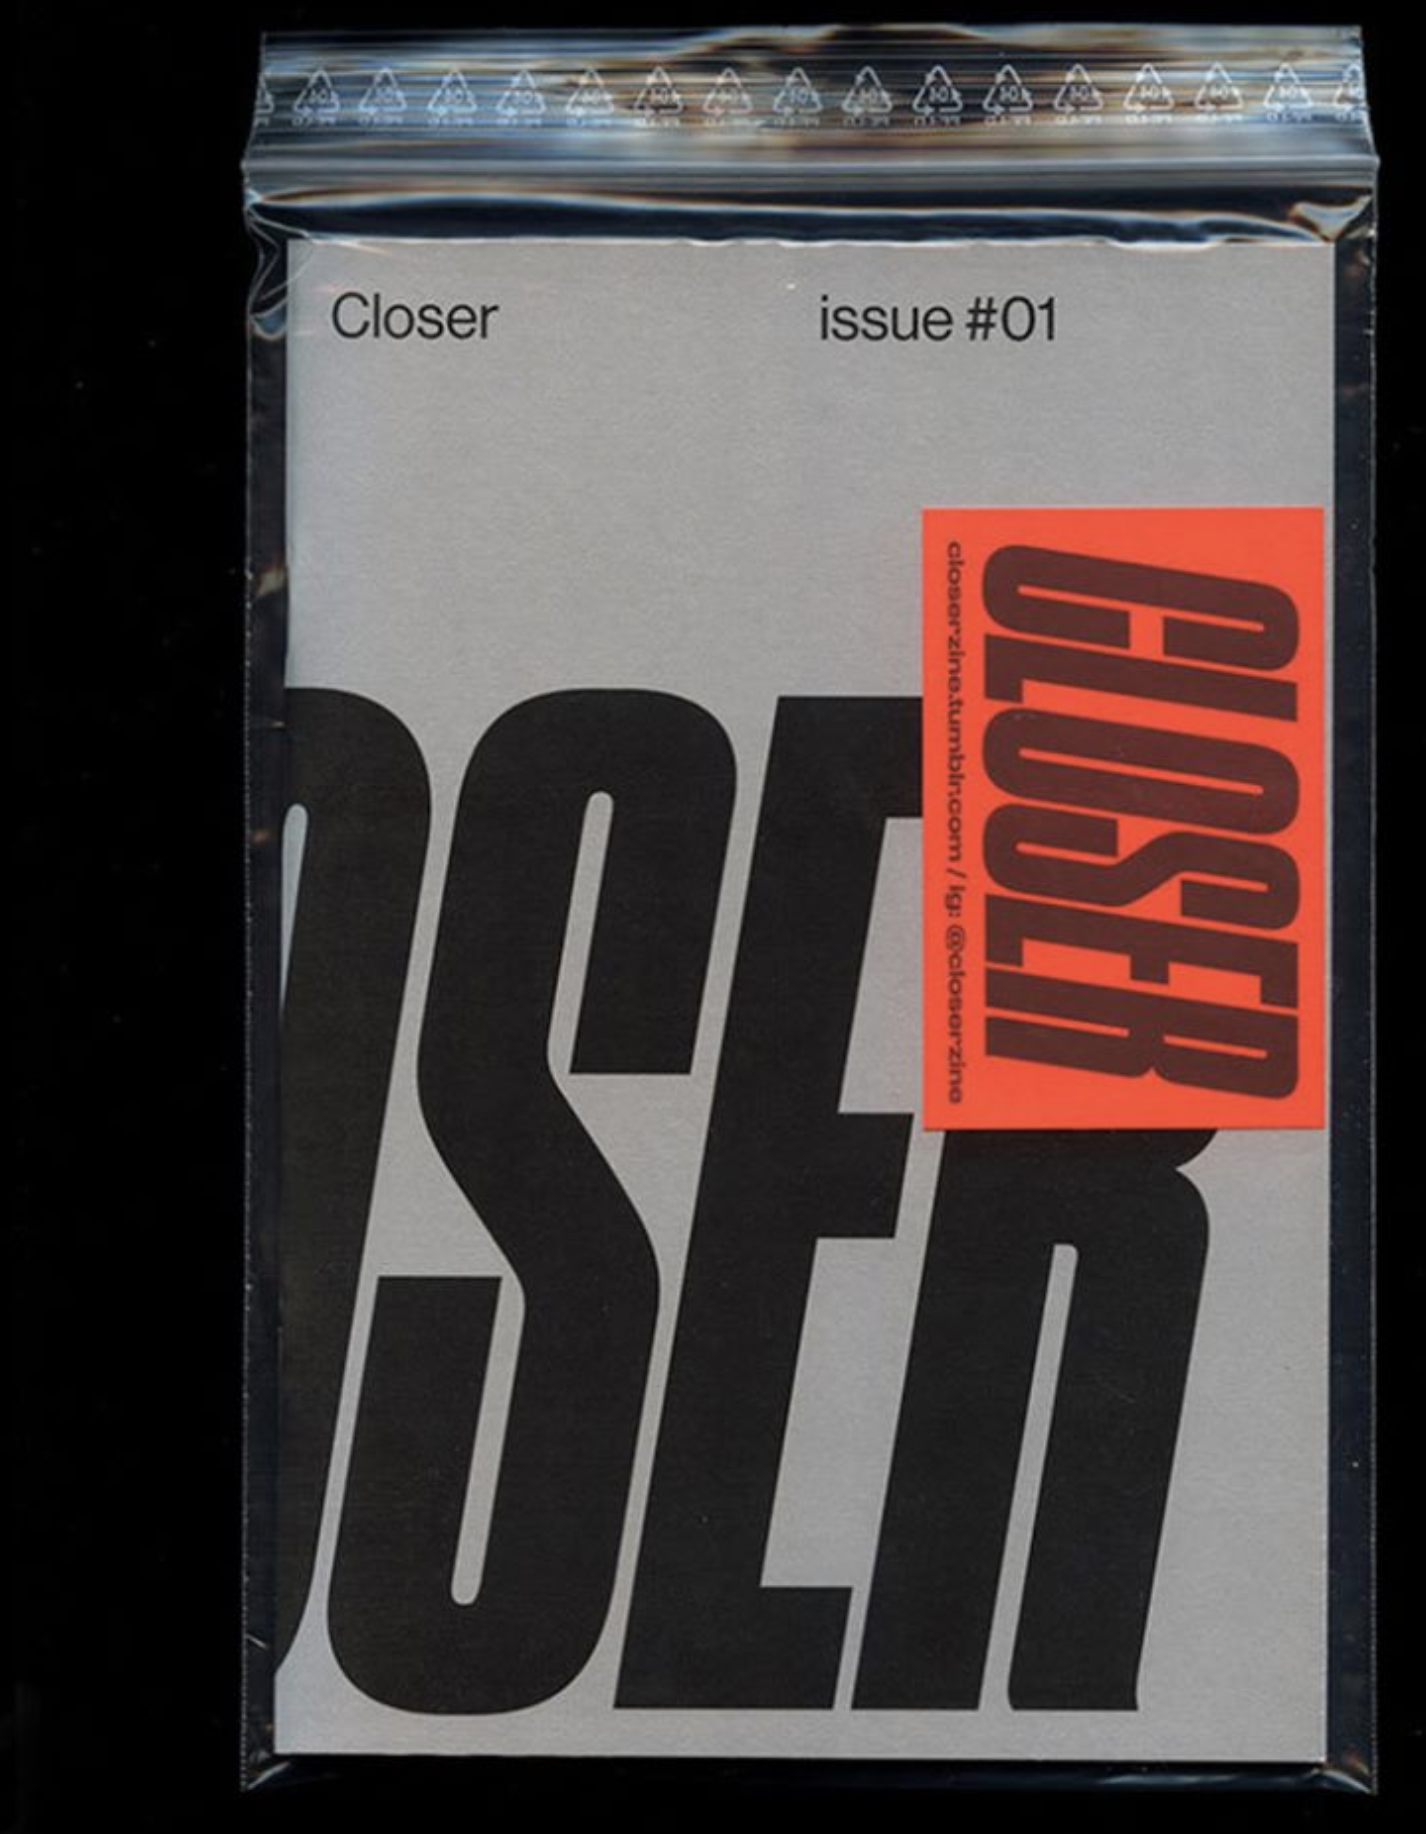 Closer
issue #01
CLOSER
closerzine.tumblr.com / ig: @closerzine
OSER